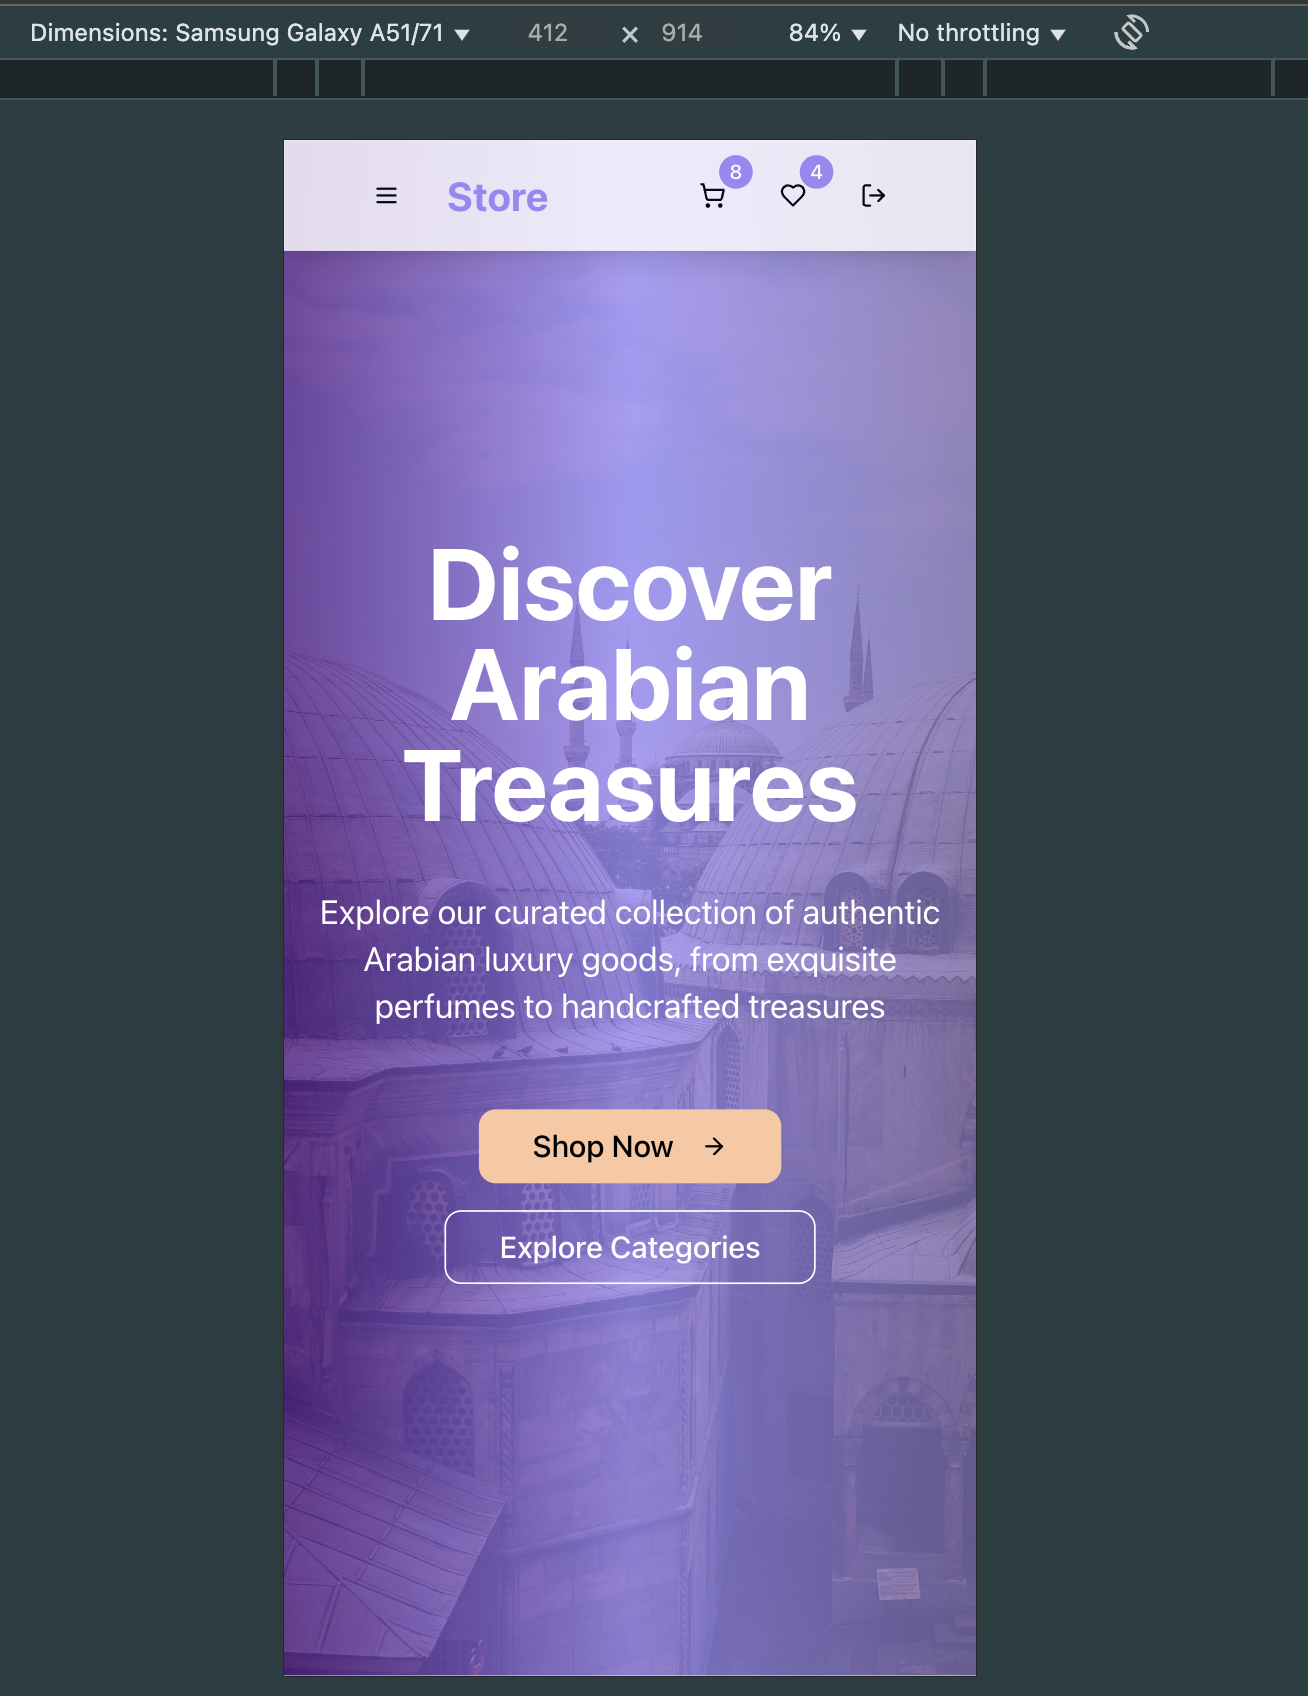 Dimensions: Samsung Galaxy A51/71 ▼ 412 × 914 84% ▼ No throttling ▼
Store 8 4
Discover
Arabian
Treasures
Explore our curated collection of authentic
Arabian luxury goods, from exquisite
perfumes to handcrafted treasures
Shop Now →
Explore Categories